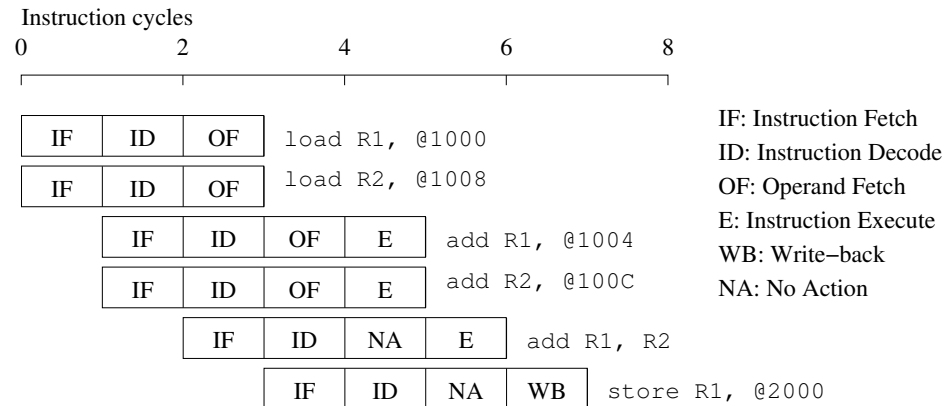 Instruction cycles
0 2 4 6 8
IF ID OF load R1, @1000
IF ID OF load R2, @1008
IF ID OF E add R1, @1004
IF ID OF E add R2, @100C
IF ID NA E add R1, R2
IF ID NA WB store R1, @2000
IF: Instruction Fetch
ID: Instruction Decode
OF: Operand Fetch
E: Instruction Execute
WB: Write−back
NA: No Action